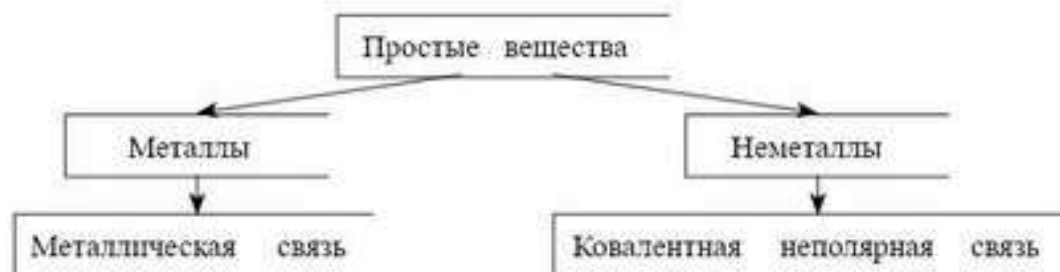 Простые вещества
Металлы
Неметаллы
Металлическая связь
Ковалентная неполярная связь